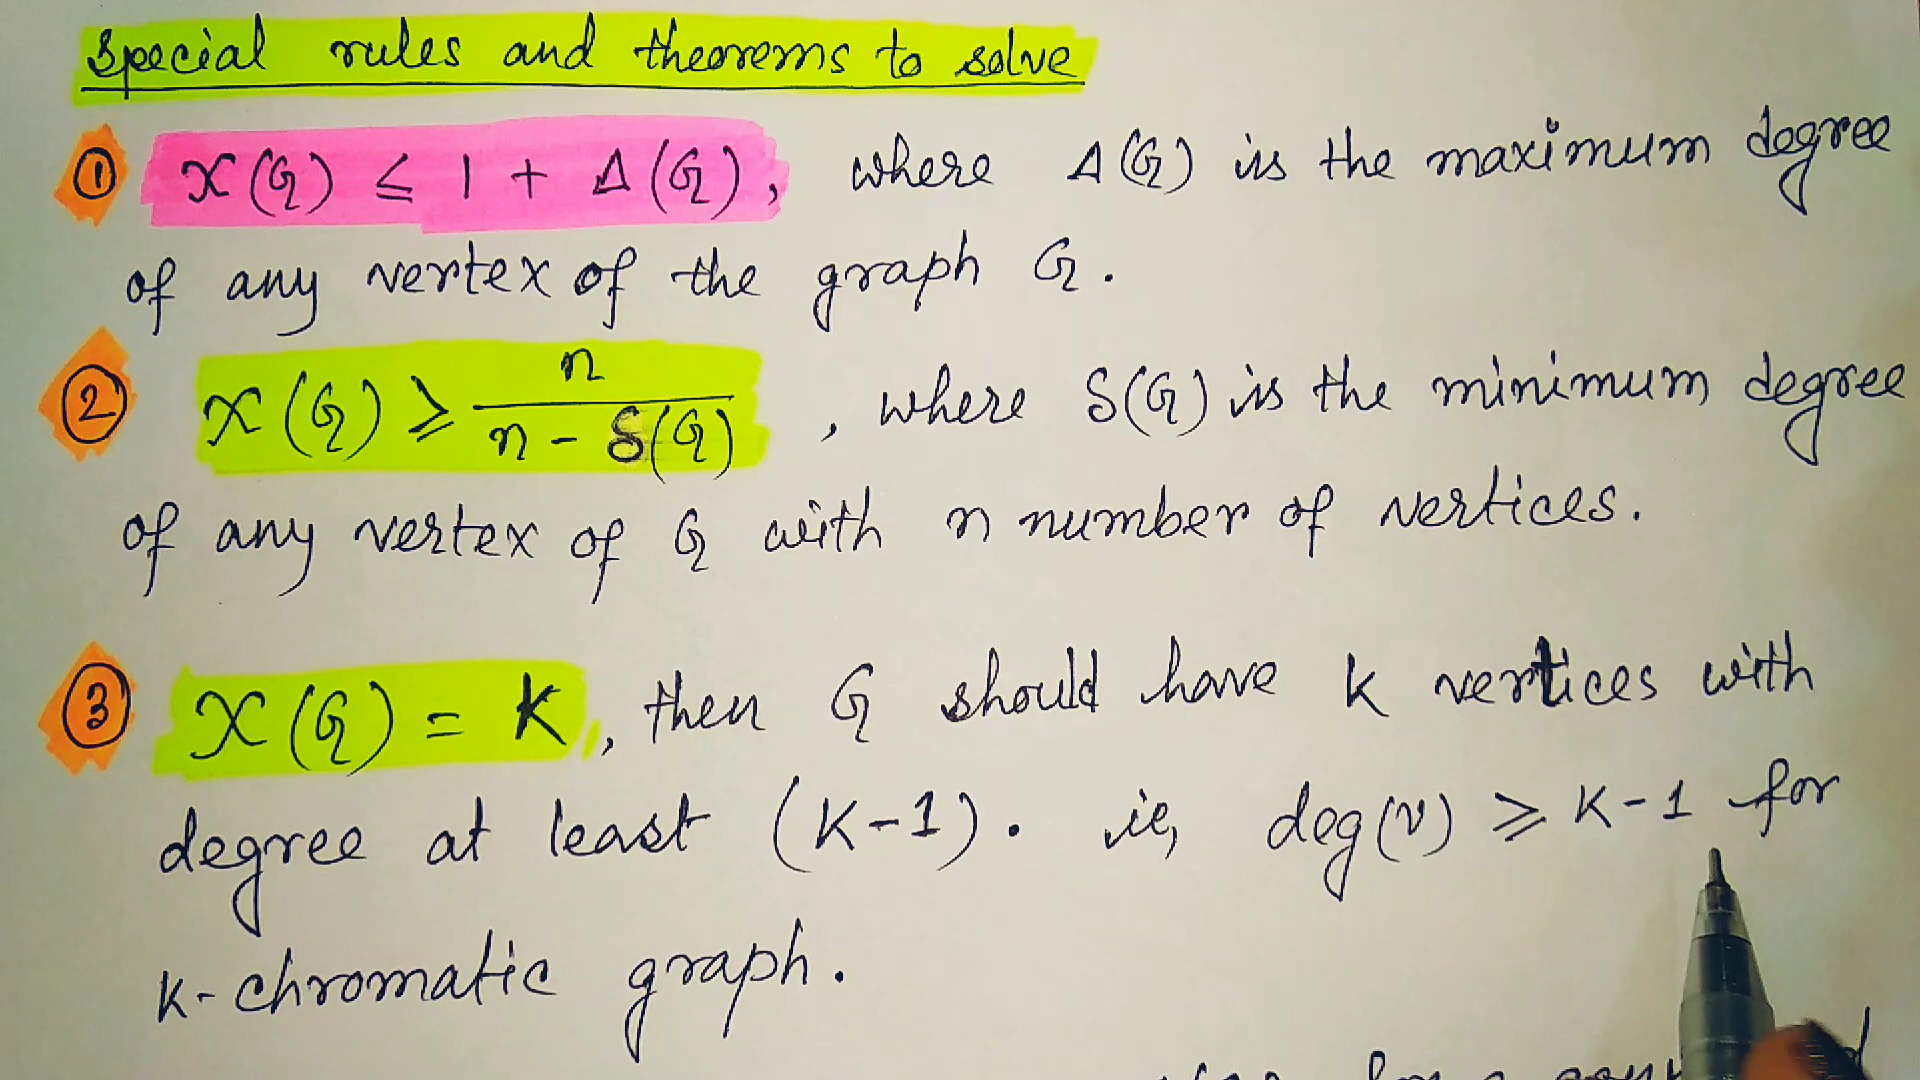 Special rules and theorems to solve
① χ(G) ≤ 1 + Δ(G), where Δ(G) is the maximum degree
of any vertex of the graph G.
② χ(G) ≥ n / (n - δ(G)), where δ(G) is the minimum degree
of any vertex of G with n number of vertices.
③ χ(G) = K, then G should have K vertices with
degree at least (K-1). ie, deg(v) ≥ K-1 for
K-chromatic graph.